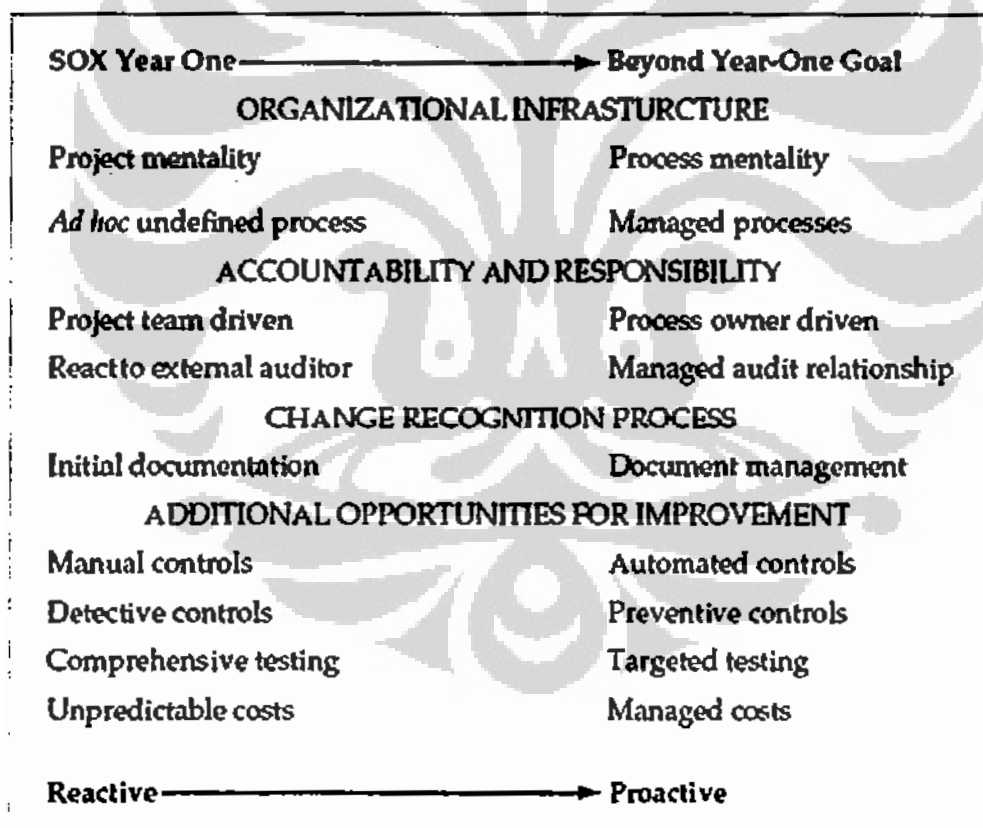 SOX Year One Beyond Year-One Goal
ORGANIZATIONAL INFRASTURCTURE
Project mentality Process mentality
Ad hoc undefined process Managed processes
ACCOUNTABILITY AND RESPONSIBILITY
Project team driven Process owner driven
React to external auditor Managed audit relationship
CHANGE RECOGNITION PROCESS
Initial documentation Document management
ADDITIONAL OPPORTUNITIES FOR IMPROVEMENT
Manual controls Automated controls
Detective controls Preventive controls
Comprehensive testing Targeted testing
Unpredictable costs Managed costs
Reactive Proactive